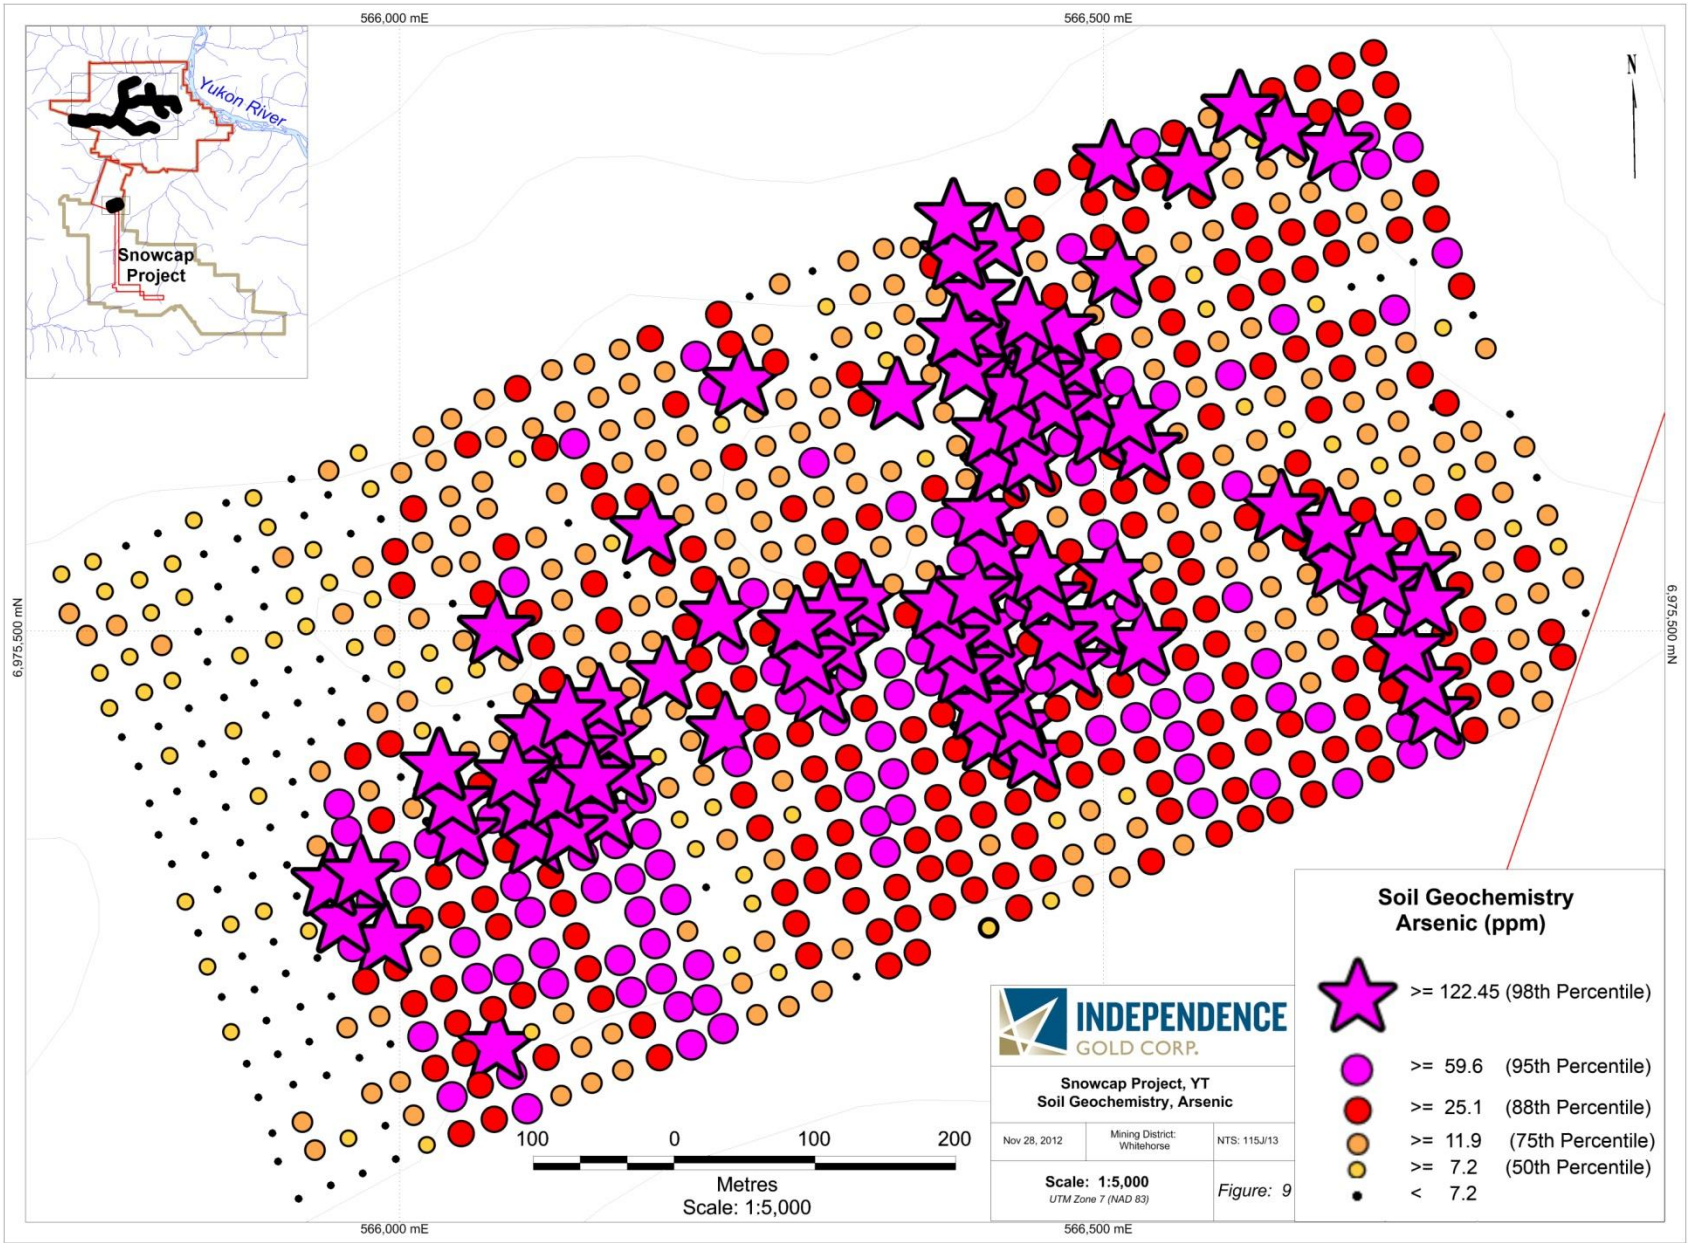 566,000 mE
566,500 mE
Yukon River
Snowcap
Project
N
6,975,500 mN
6,975,500 mN
Soil Geochemistry
Arsenic (ppm)
>= 122.45 (98th Percentile)
>= 59.6 (95th Percentile)
>= 25.1 (88th Percentile)
>= 11.9 (75th Percentile)
>= 7.2 (50th Percentile)
< 7.2
INDEPENDENCE
GOLD CORP.
Snowcap Project, YT
Soil Geochemistry, Arsenic
Nov 28, 2012
Mining District:
Whitehorse
NTS: 115J/13
Scale: 1:5,000
UTM Zone 7 (NAD 83)
Figure: 9
100 0 100 200
Metres
Scale: 1:5,000
566,000 mE
566,500 mE